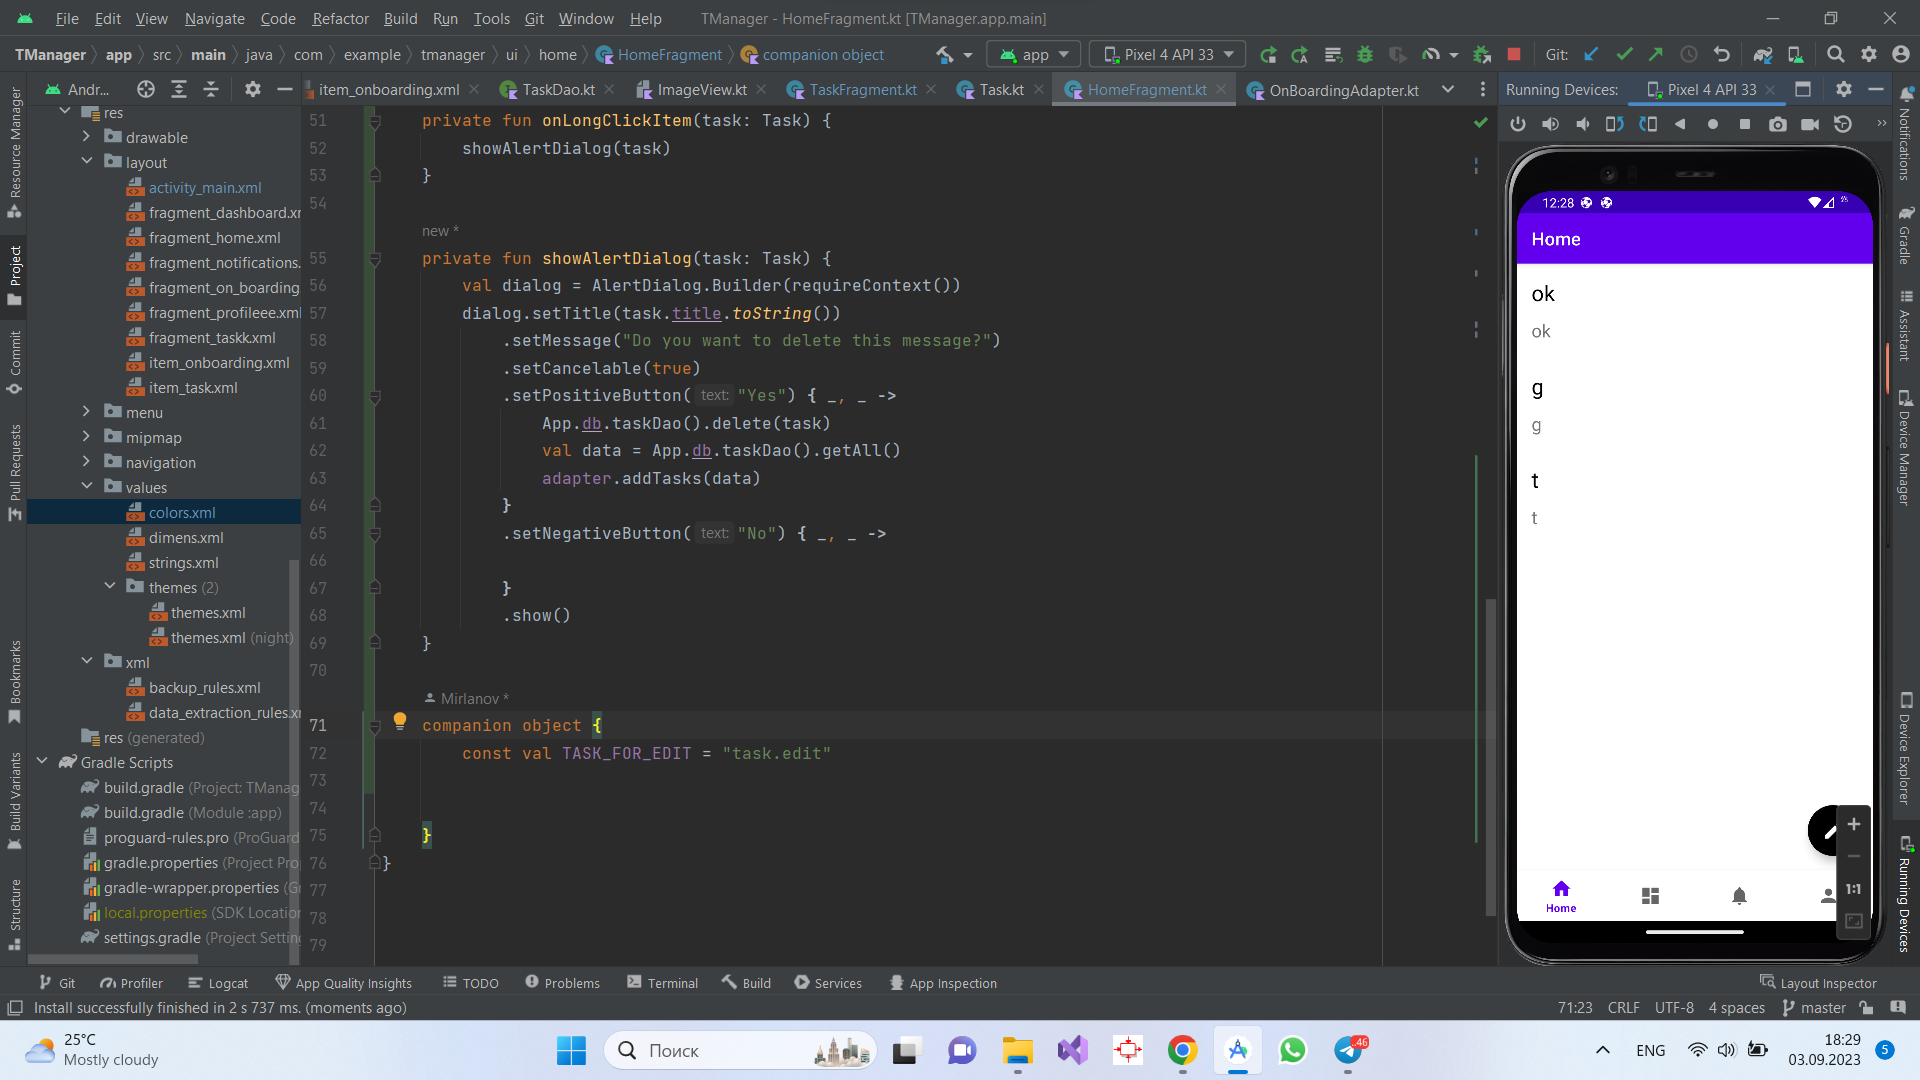 File Edit View Navigate Code Refactor Build Run Tools Git Window Help TManager - HomeFragment.kt [TManager.app.main]
TManager app src main java com example tmanager ui home HomeFragment companion object app Pixel 4 API 33 Git:
Andr... item_onboarding.xml TaskDao.kt ImageView.kt TaskFragment.kt Task.kt HomeFragment.kt OnBoardingAdapter.kt Running Devices: Pixel 4 API 33
Resource Manager
Project
Commit
Pull Requests
Bookmarks
Build Variants
Structure
res
drawable
layout
activity_main.xml
fragment_dashboard.xm
fragment_home.xml
fragment_notifications.
fragment_on_boarding
fragment_profileee.xml
fragment_taskk.xml
item_onboarding.xml
item_task.xml
menu
mipmap
navigation
values
colors.xml
dimens.xml
strings.xml
themes (2)
themes.xml
themes.xml (night)
xml
backup_rules.xml
data_extraction_rules.xm
res (generated)
Gradle Scripts
build.gradle (Project: TManag
build.gradle (Module :app)
proguard-rules.pro (ProGuard
gradle.properties (Project Pro
gradle-wrapper.properties (G
local.properties (SDK Location
settings.gradle (Project Setting
51 private fun onLongClickItem(task: Task) {
52 showAlertDialog(task)
53 }
54
new *
55 private fun showAlertDialog(task: Task) {
56 val dialog = AlertDialog.Builder(requireContext())
57 dialog.setTitle(task.title.toString())
58 .setMessage("Do you want to delete this message?")
59 .setCancelable(true)
60 .setPositiveButton( text: "Yes") { _, _ ->
61 App.db.taskDao().delete(task)
62 val data = App.db.taskDao().getAll()
63 adapter.addTasks(data)
64 }
65 .setNegativeButton( text: "No") { _, _ ->
66
67 }
68 .show()
69 }
70
Mirlanov *
71 companion object {
72 const val TASK_FOR_EDIT = "task.edit"
73
74
75 }
76 }
77
78
79
12:28
Home
ok
ok
g
g
t
t
Home
1:1
Notifications
Gradle
Assistant
Device Manager
Device Explorer
Running Devices
Git Profiler Logcat App Quality Insights TODO Problems Terminal Build Services App Inspection Layout Inspector
Install successfully finished in 2 s 737 ms. (moments ago) 71:23 CRLF UTF-8 4 spaces master
25°C
Mostly cloudy
Поиск
46
ENG
18:29
03.09.2023
5